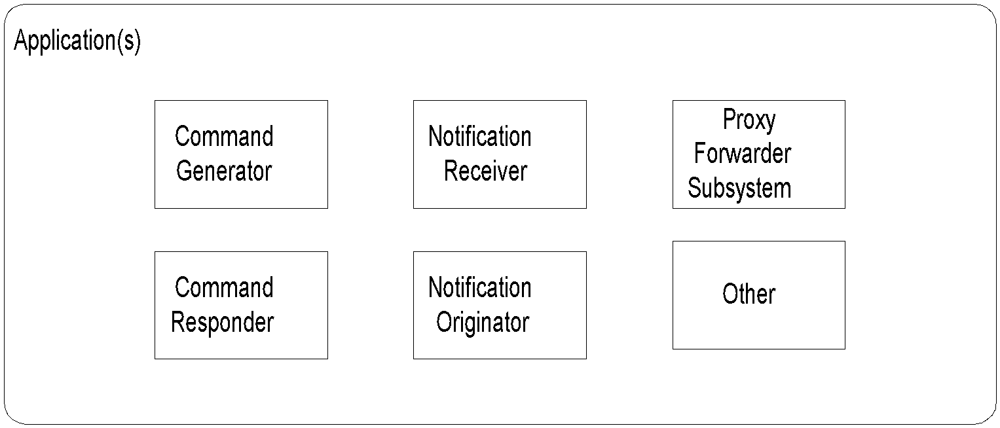 Application(s)
Command
Generator
Notification
Receiver
Proxy
Forwarder
Subsystem
Command
Responder
Notification
Originator
Other